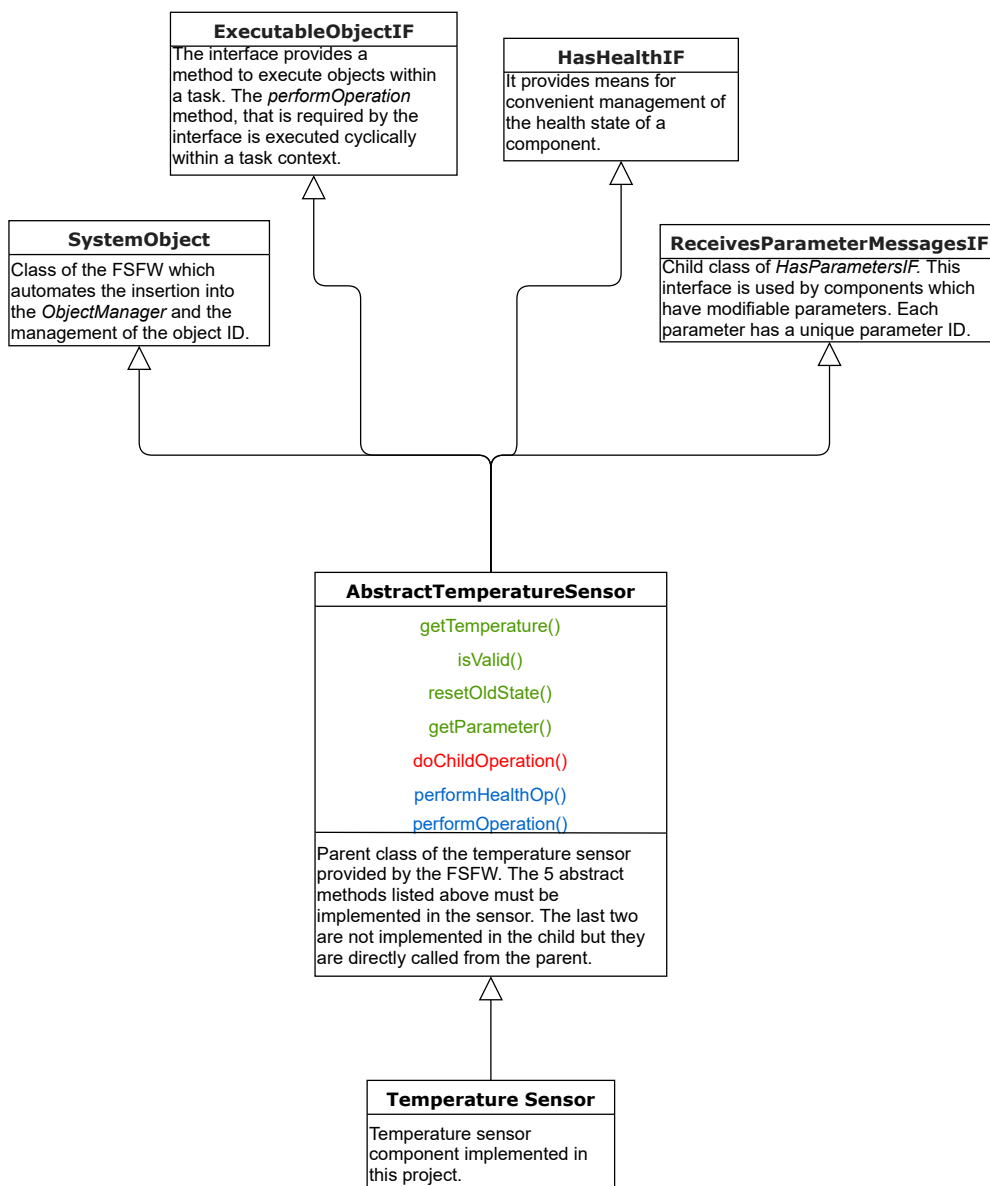 ExecutableObjectIF
The interface provides a
method to execute objects within
a task. The performOperation
method, that is required by the
interface is executed cyclically
within a task context.
HasHealthIF
It provides means for
convenient management of
the health state of a
component.
SystemObject
Class of the FSFW which
automates the insertion into
the ObjectManager and the
management of the object ID.
ReceivesParameterMessagesIF
Child class of HasParametersIF. This
interface is used by components which
have modifiable parameters. Each
parameter has a unique parameter ID.
AbstractTemperatureSensor
getTemperature()
isValid()
resetOldState()
getParameter()
doChildOperation()
performHealthOp()
performOperation()
Parent class of the temperature sensor
provided by the FSFW. The 5 abstract
methods listed above must be
implemented in the sensor. The last two
are not implemented in the child but they
are directly called from the parent.
Temperature Sensor
Temperature sensor
component implemented in
this project.